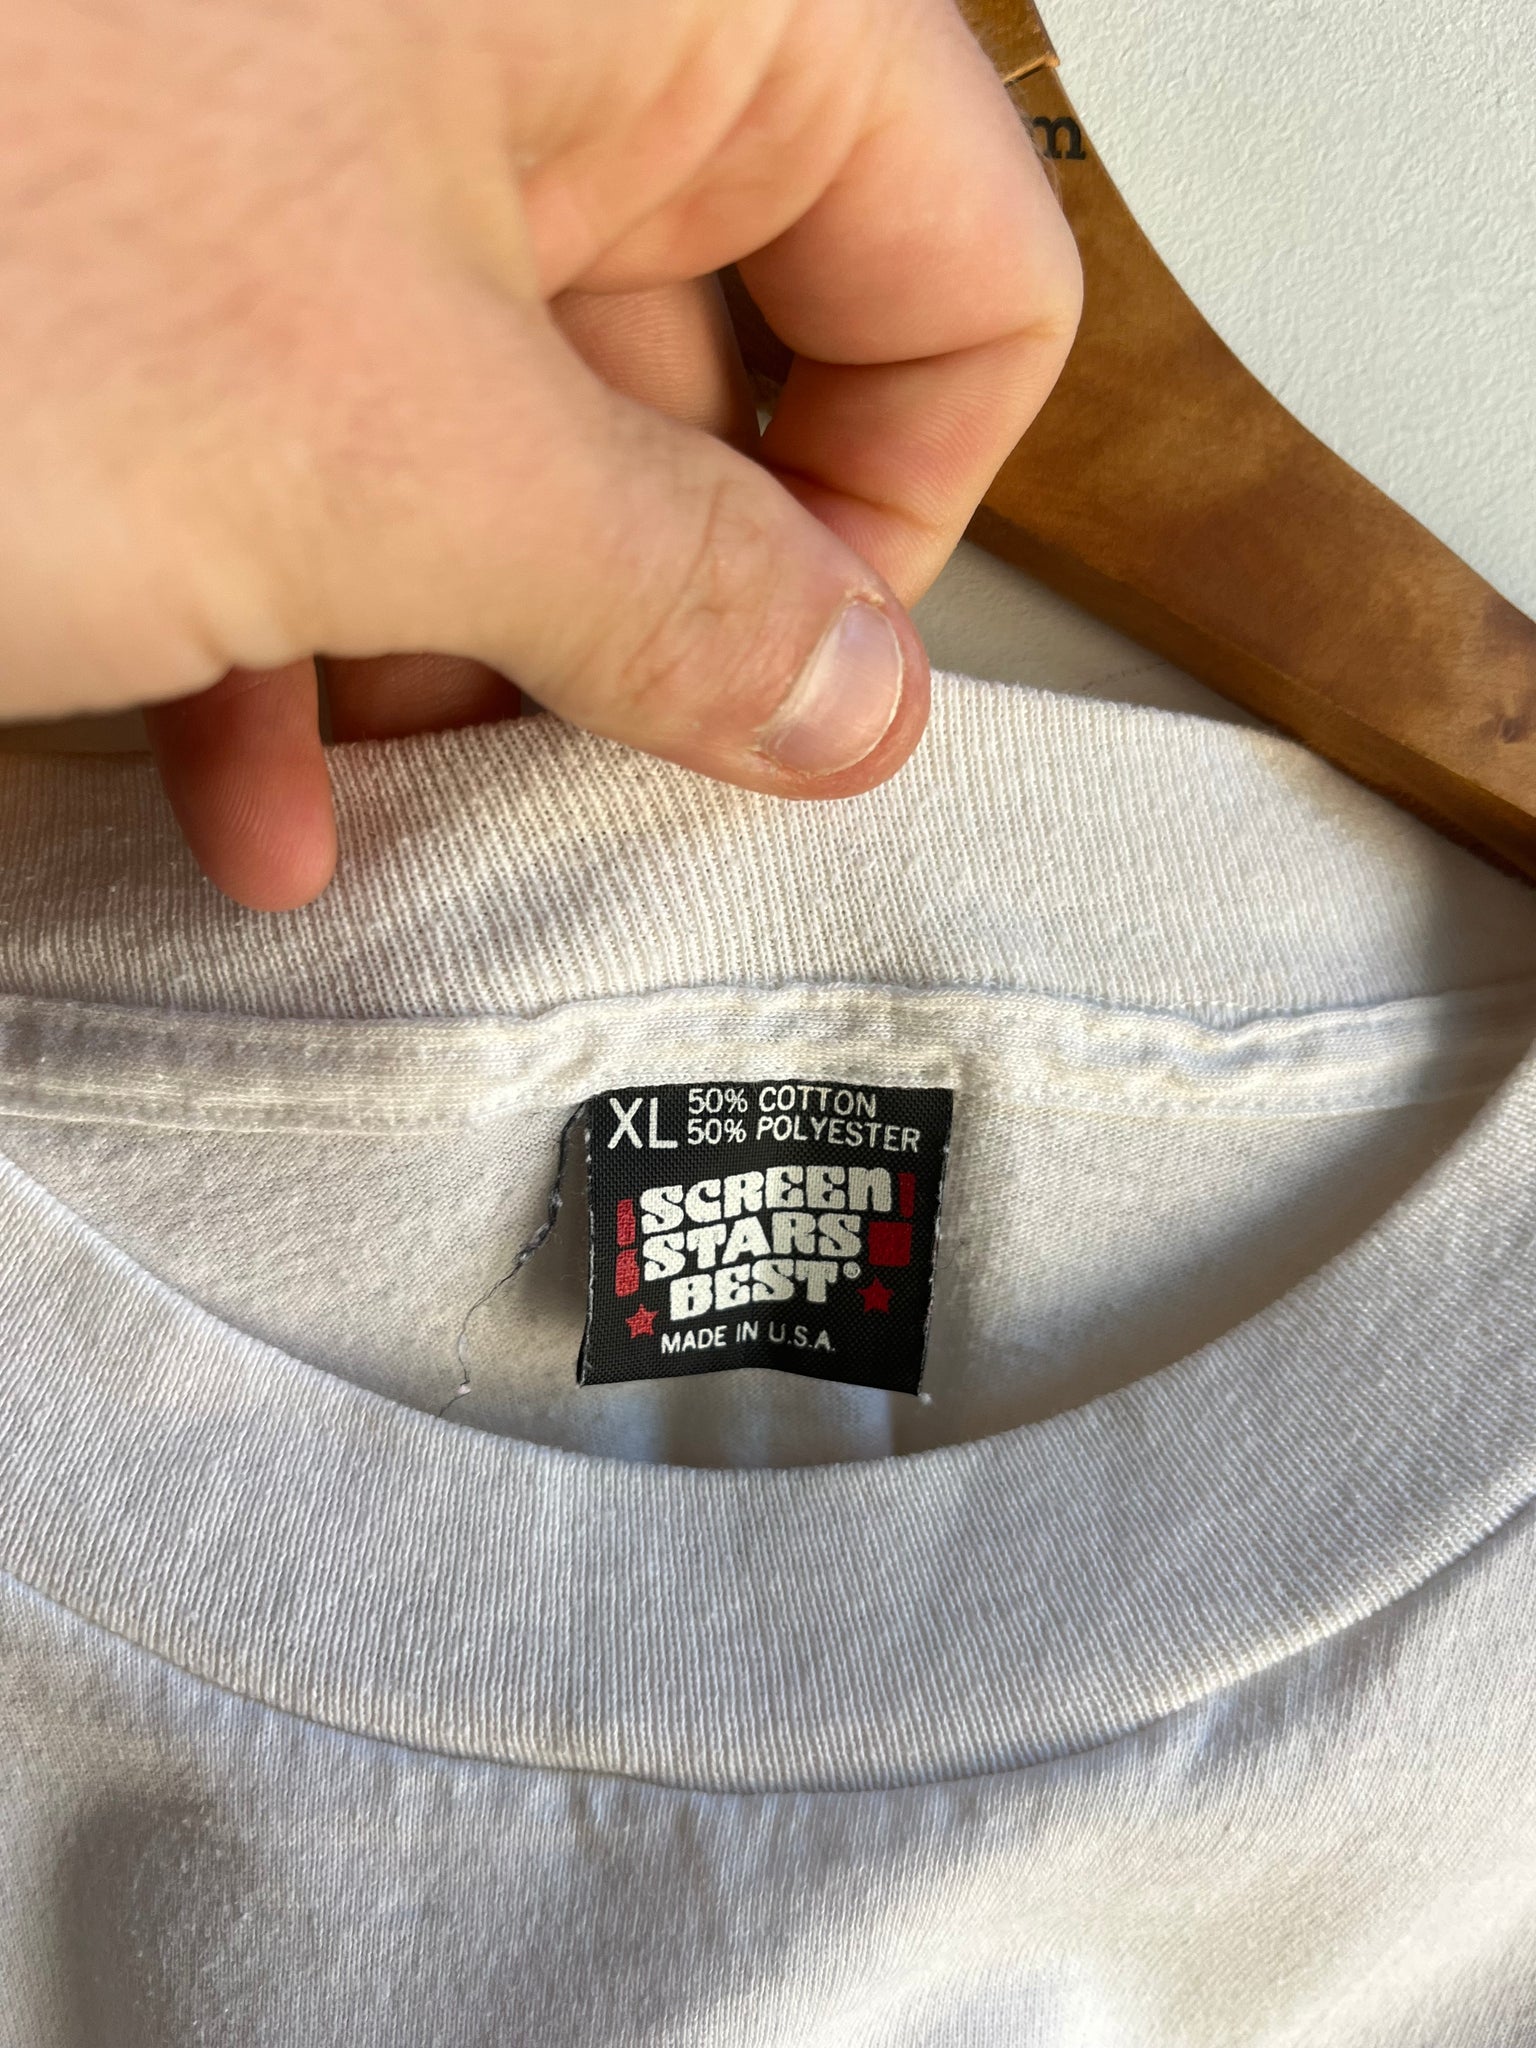 m
XL 50% COTTON
50% POLYESTER
SCREEN
STARS
BEST
MADE IN U.S.A.